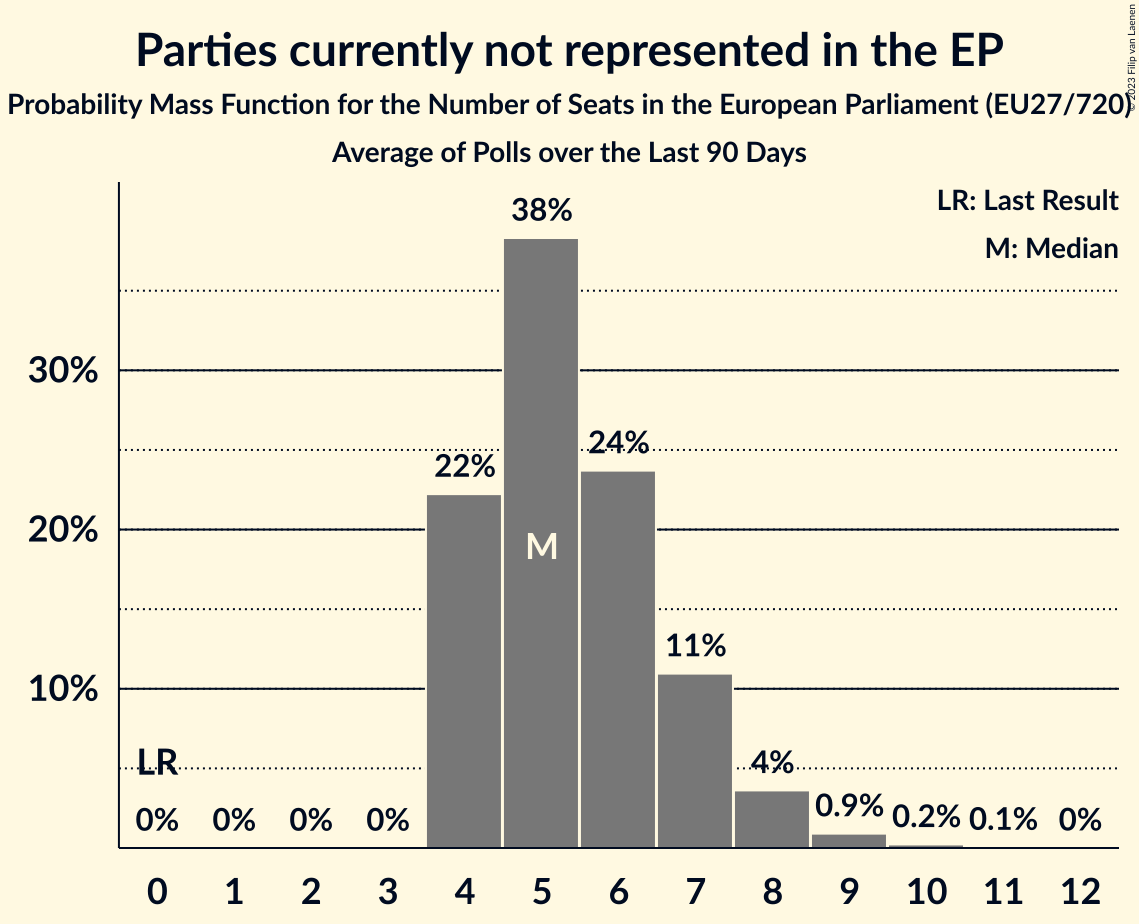 Parties currently not represented in the EP
Probability Mass Function for the Number of Seats in the European Parliament (EU27/720)
Average of Polls over the Last 90 Days
© 2023 Filip van Laenen
LR: Last Result
M: Median
38%
30%
24%
22%
20%
M
11%
10%
LR
4%
0% 0% 0% 0% 0.9% 0.2% 0.1% 0%
0 1 2 3 4 5 6 7 8 9 10 11 12